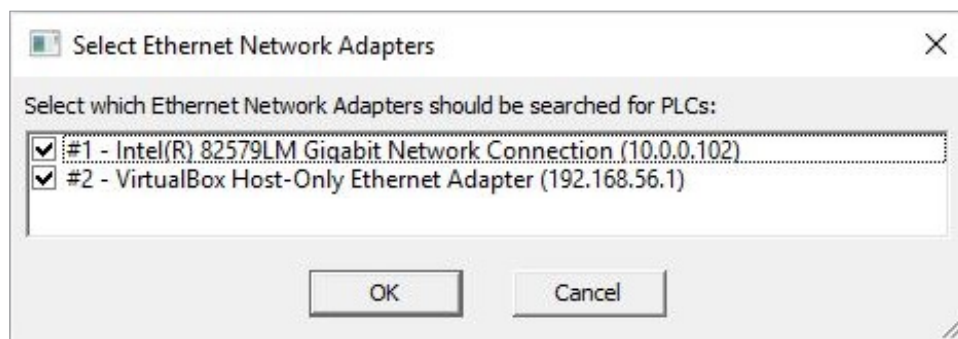 Select Ethernet Network Adapters
Select which Ethernet Network Adapters should be searched for PLCs:
#1 - Intel(R) 82579LM Gigabit Network Connection (10.0.0.102)
#2 - VirtualBox Host-Only Ethernet Adapter (192.168.56.1)
OK
Cancel